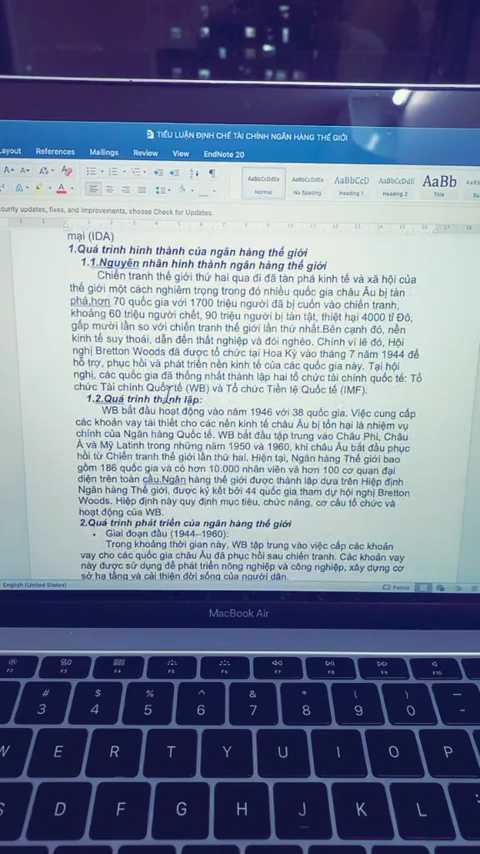 TIỂU LUẬN ĐỊNH CHẾ TÀI CHÍNH NGÂN HÀNG THẾ GIỚI
ayout References Mailings Review View EndNote 20
AaBbCcDdEe AaBbCcDdEe AaBbCcD AaBbCcDdE AaBb
Normal No Spacing Heading 1 Heading 2 Title
curity updates, fixes, and improvements, choose Check for Updates.
mại (IDA)
1.Quá trình hình thành của ngân hàng thế giới
1.1.Nguyên nhân hình thành ngân hàng thế giới
Chiến tranh thế giới thứ hai qua đi đã tàn phá kinh tế và xã hội của
thế giới một cách nghiêm trọng trong đó nhiều quốc gia châu Âu bị tàn
phá.hơn 70 quốc gia với 1700 triệu người đã bị cuốn vào chiến tranh,
khoảng 60 triệu người chết, 90 triệu người bị tàn tật, thiệt hại 4000 tỉ Đô,
gấp mười lần so với chiến tranh thế giới lần thứ nhất.Bên cạnh đó, nền
kinh tế suy thoái, dẫn đến thất nghiệp và đói nghèo. Chính vì lẽ đó, Hội
nghị Bretton Woods đã được tổ chức tại Hoa Kỳ vào tháng 7 năm 1944 để
hỗ trợ, phục hồi và phát triển nền kinh tế của các quốc gia này. Tại hội
nghị, các quốc gia đã thống nhất thành lập hai tổ chức tài chính quốc tế: Tổ
chức Tài chính Quốc tế (WB) và Tổ chức Tiền tệ Quốc tế (IMF).
1.2.Quá trình thành lập:
WB bắt đầu hoạt động vào năm 1946 với 38 quốc gia. Việc cung cấp
các khoản vay tái thiết cho các nền kinh tế châu Âu bị tổn hại là nhiệm vụ
chính của Ngân hàng Quốc tế. WB bắt đầu tập trung vào Châu Phi, Châu
Á và Mỹ Latinh trong những năm 1950 và 1960, khi châu Âu bắt đầu phục
hồi từ Chiến tranh thế giới lần thứ hai. Hiện tại, Ngân hàng Thế giới bao
gồm 186 quốc gia và có hơn 10.000 nhân viên và hơn 100 cơ quan đại
diện trên toàn cầu.Ngân hàng thế giới được thành lập dựa trên Hiệp định
Ngân hàng Thế giới, được ký kết bởi 44 quốc gia tham dự hội nghị Bretton
Woods. Hiệp định này quy định mục tiêu, chức năng, cơ cấu tổ chức và
hoạt động của WB.
2.Quá trình phát triển của ngân hàng thế giới
• Giai đoạn đầu (1944–1960):
Trong khoảng thời gian này, WB tập trung vào việc cấp các khoản
vay cho các quốc gia châu Âu đã phục hồi sau chiến tranh. Các khoản vay
này được sử dụng để phát triển nông nghiệp và công nghiệp, xây dựng cơ
sở hạ tầng và cải thiện đời sống của người dân.
English (United States) Focus
MacBook Air
F2 F3 F4 F5 F6 F7 F8 F9 F10
# $ % ^ & * ( ) —
3 4 5 6 7 8 9 0 -
W E R T Y U I O P
S D F G H J K L